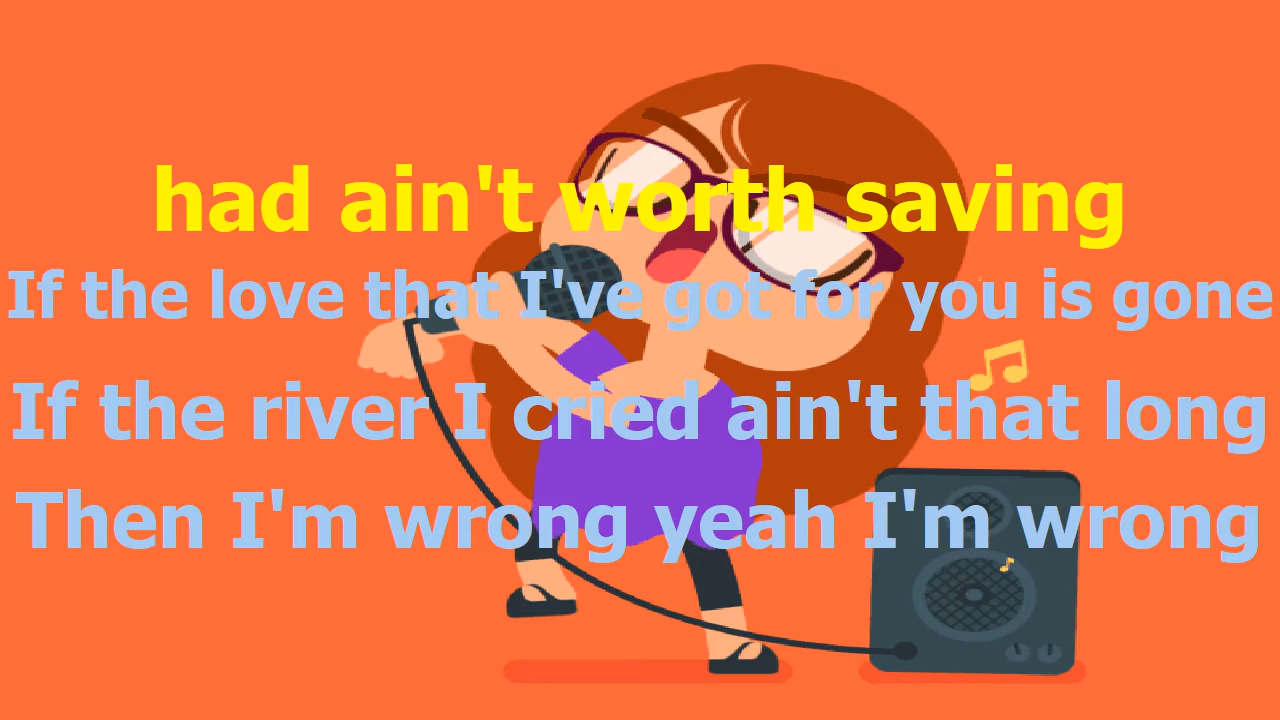 had ain't worth saving
If the love that I've got for you is gone
If the river I cried ain't that long
Then I'm wrong yeah I'm wrong